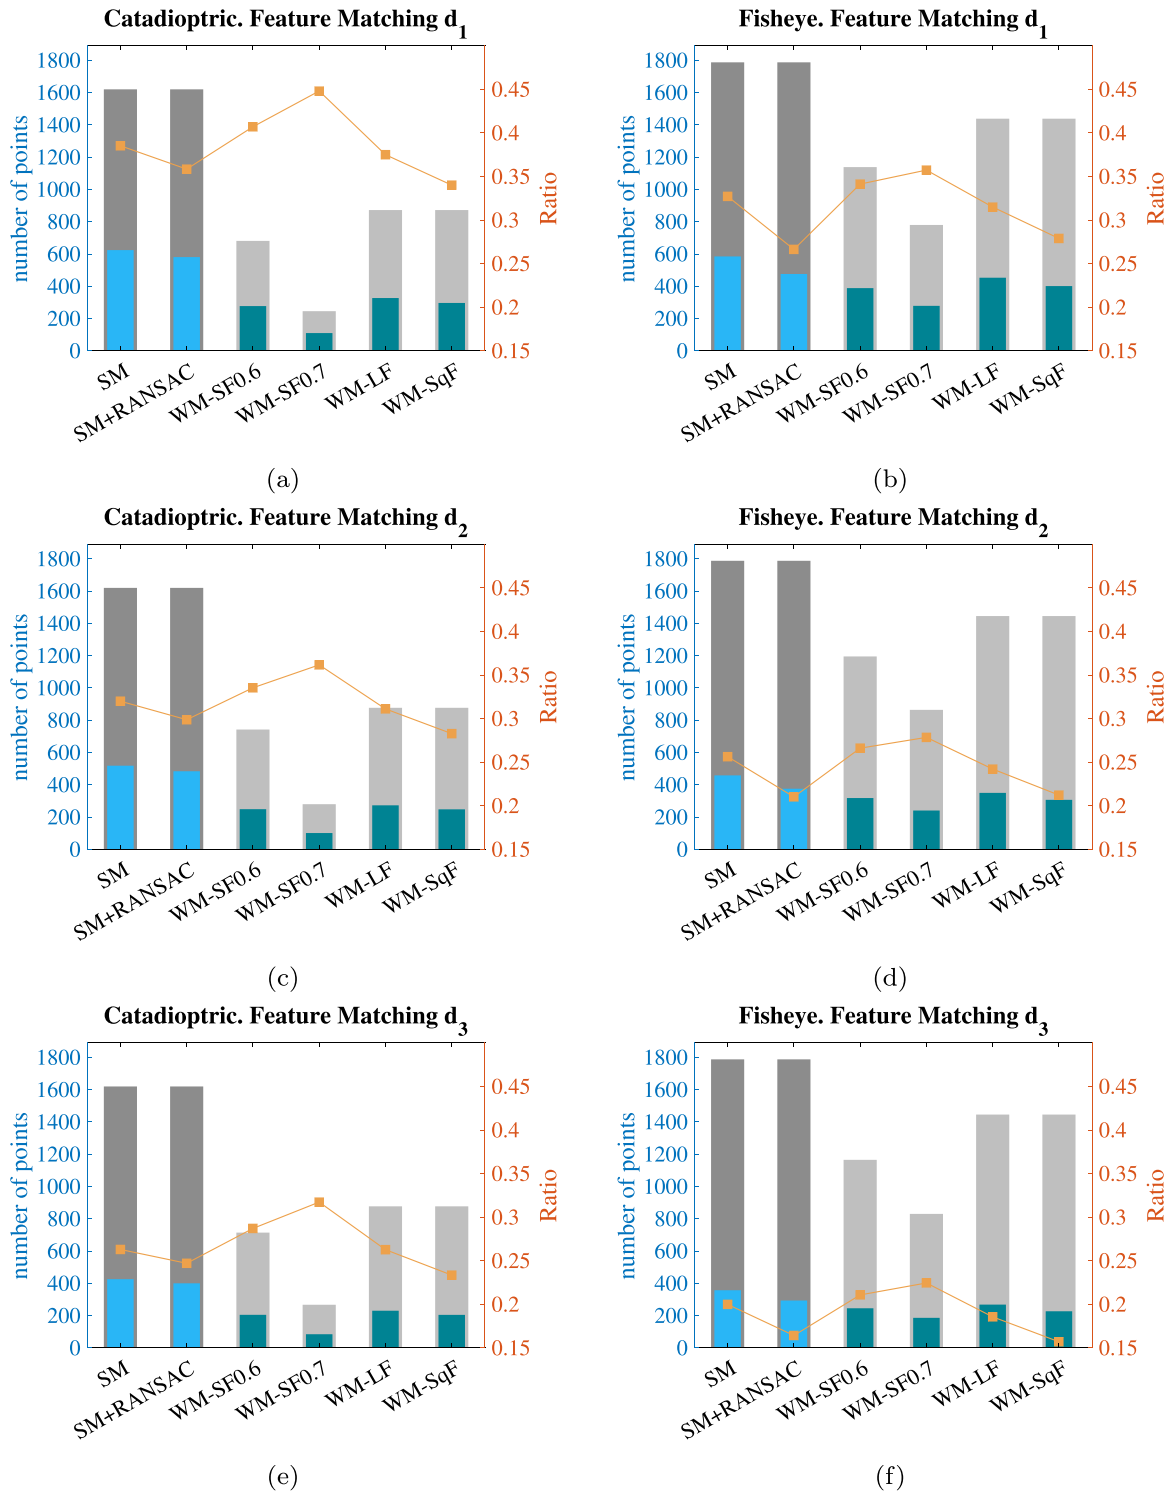 Catadioptric. Feature Matching d1
1800
1600
1400
1200
1000
800
600
400
200
0
number of points
0.45
0.4
0.35
0.3
0.25
0.2
0.15
Ratio
SM
SM+RANSAC
WM-SF0.6
WM-SF0.7
WM-LF
WM-SqF
(a)
Fisheye. Feature Matching d1
1800
1600
1400
1200
1000
800
600
400
200
0
number of points
0.45
0.4
0.35
0.3
0.25
0.2
0.15
Ratio
SM
SM+RANSAC
WM-SF0.6
WM-SF0.7
WM-LF
WM-SqF
(b)
Catadioptric. Feature Matching d2
1800
1600
1400
1200
1000
800
600
400
200
0
number of points
0.45
0.4
0.35
0.3
0.25
0.2
0.15
Ratio
SM
SM+RANSAC
WM-SF0.6
WM-SF0.7
WM-LF
WM-SqF
(c)
Fisheye. Feature Matching d2
1800
1600
1400
1200
1000
800
600
400
200
0
number of points
0.45
0.4
0.35
0.3
0.25
0.2
0.15
Ratio
SM
SM+RANSAC
WM-SF0.6
WM-SF0.7
WM-LF
WM-SqF
(d)
Catadioptric. Feature Matching d3
1800
1600
1400
1200
1000
800
600
400
200
0
number of points
0.45
0.4
0.35
0.3
0.25
0.2
0.15
Ratio
SM
SM+RANSAC
WM-SF0.6
WM-SF0.7
WM-LF
WM-SqF
(e)
Fisheye. Feature Matching d3
1800
1600
1400
1200
1000
800
600
400
200
0
number of points
0.45
0.4
0.35
0.3
0.25
0.2
0.15
Ratio
SM
SM+RANSAC
WM-SF0.6
WM-SF0.7
WM-LF
WM-SqF
(f)